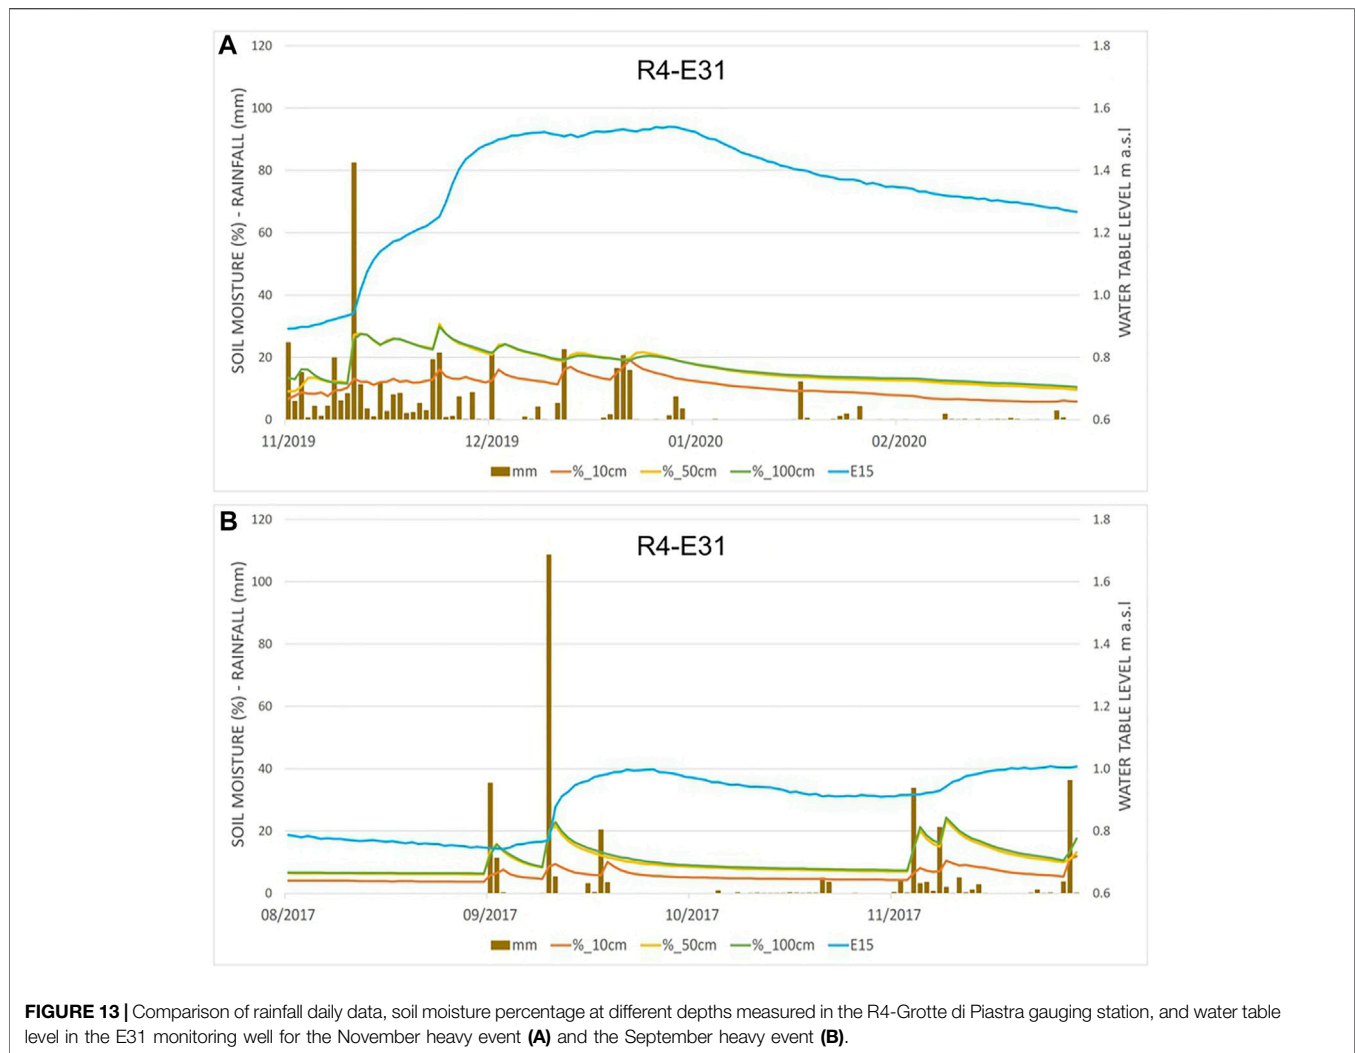 A
R4-E31
SOIL MOISTURE (%) - RAINFALL (mm)
120
100
80
60
40
20
0
1.8
1.6
1.4
1.2
1.0
0.8
0.6
WATER TABLE LEVEL m a.s.l
11/2019 12/2019 01/2020 02/2020
mm %_10cm %_50cm %_100cm E15
B
R4-E31
SOIL MOISTURE (%) - RAINFALL (mm)
120
100
80
60
40
20
0
1.8
1.6
1.4
1.2
1.0
0.8
0.6
WATER TABLE LEVEL m a.s.l
08/2017 09/2017 10/2017 11/2017
mm %_10cm %_50cm %_100cm E15
FIGURE 13 | Comparison of rainfall daily data, soil moisture percentage at different depths measured in the R4-Grotte di Piastra gauging station, and water table
level in the E31 monitoring well for the November heavy event (A) and the September heavy event (B).